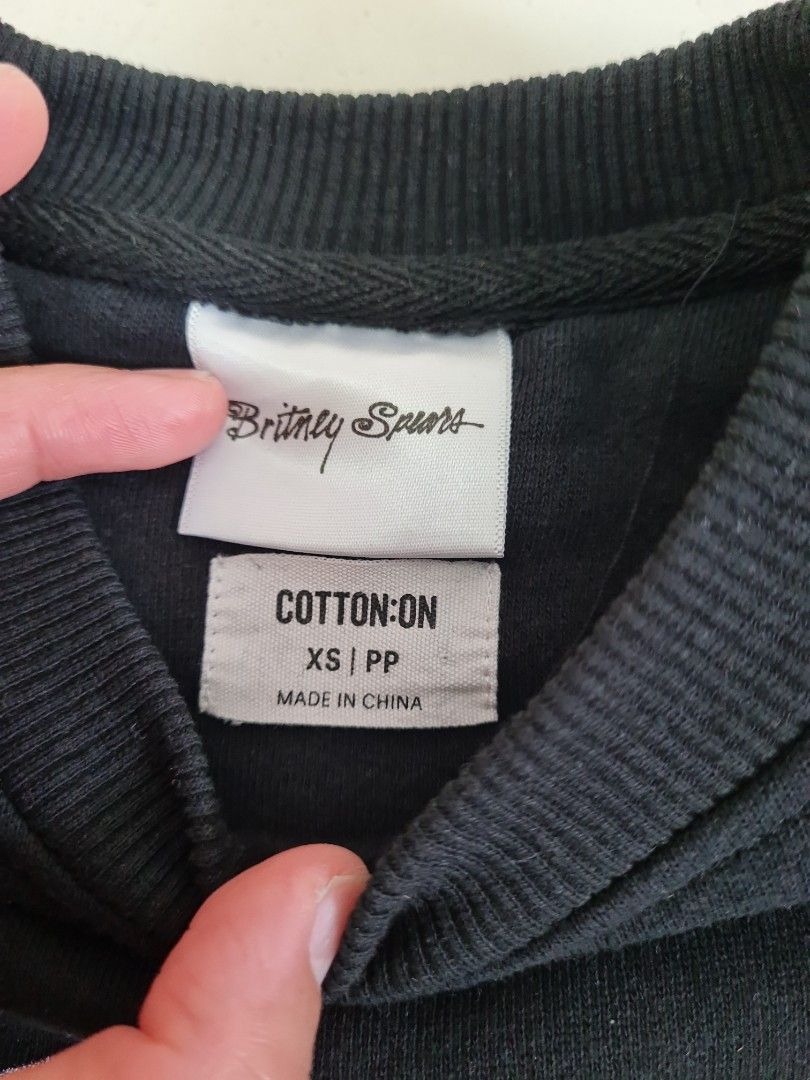 Britney Spears
COTTON:ON
XS | PP
MADE IN CHINA